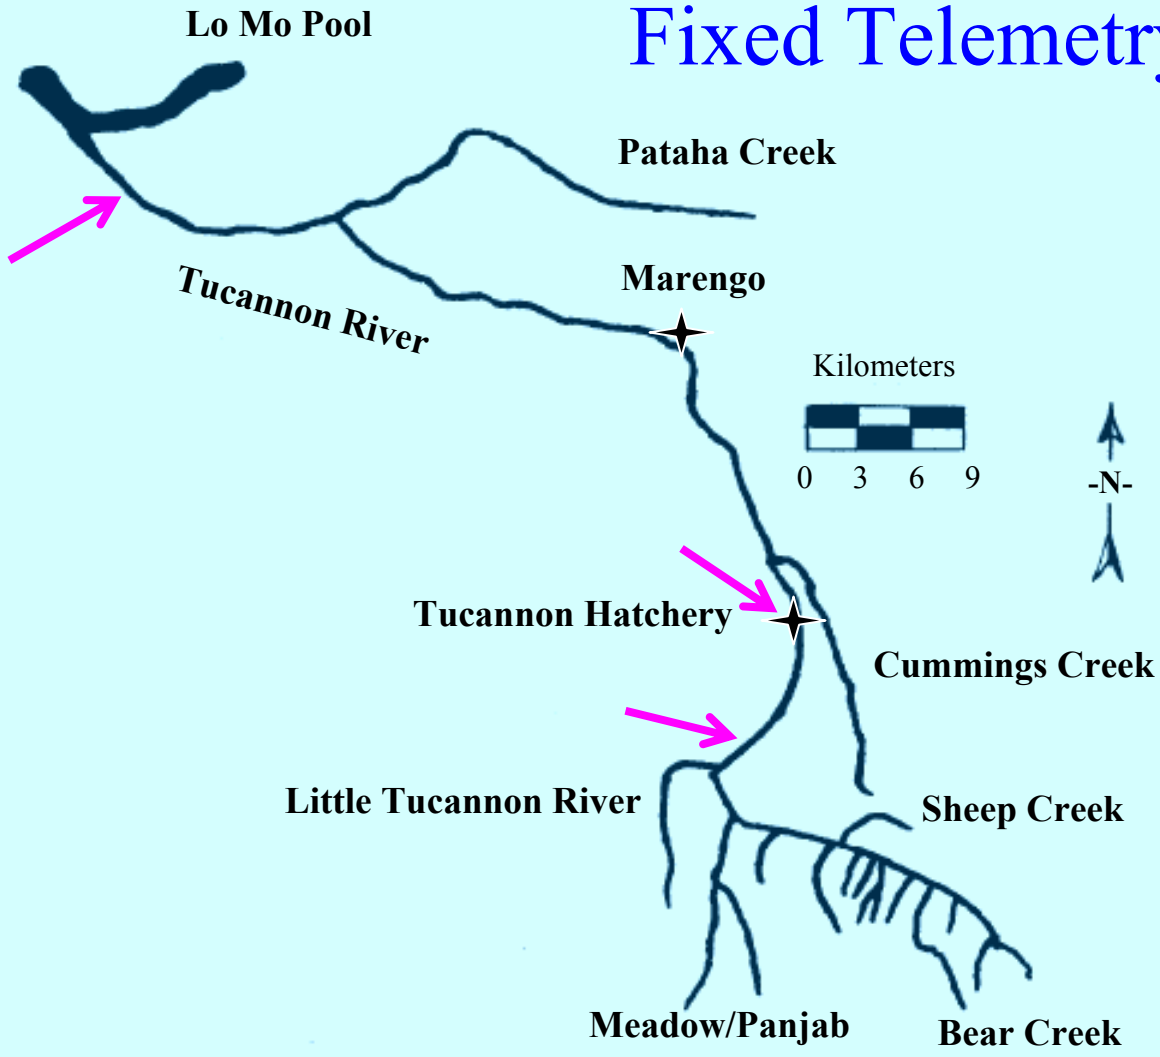 Lo Mo Pool
Fixed Telemetry
Pataha Creek
Tucannon River
Marengo
Kilometers
0 3 6 9
-N-
Tucannon Hatchery
Cummings Creek
Little Tucannon River
Sheep Creek
Meadow/Panjab
Bear Creek